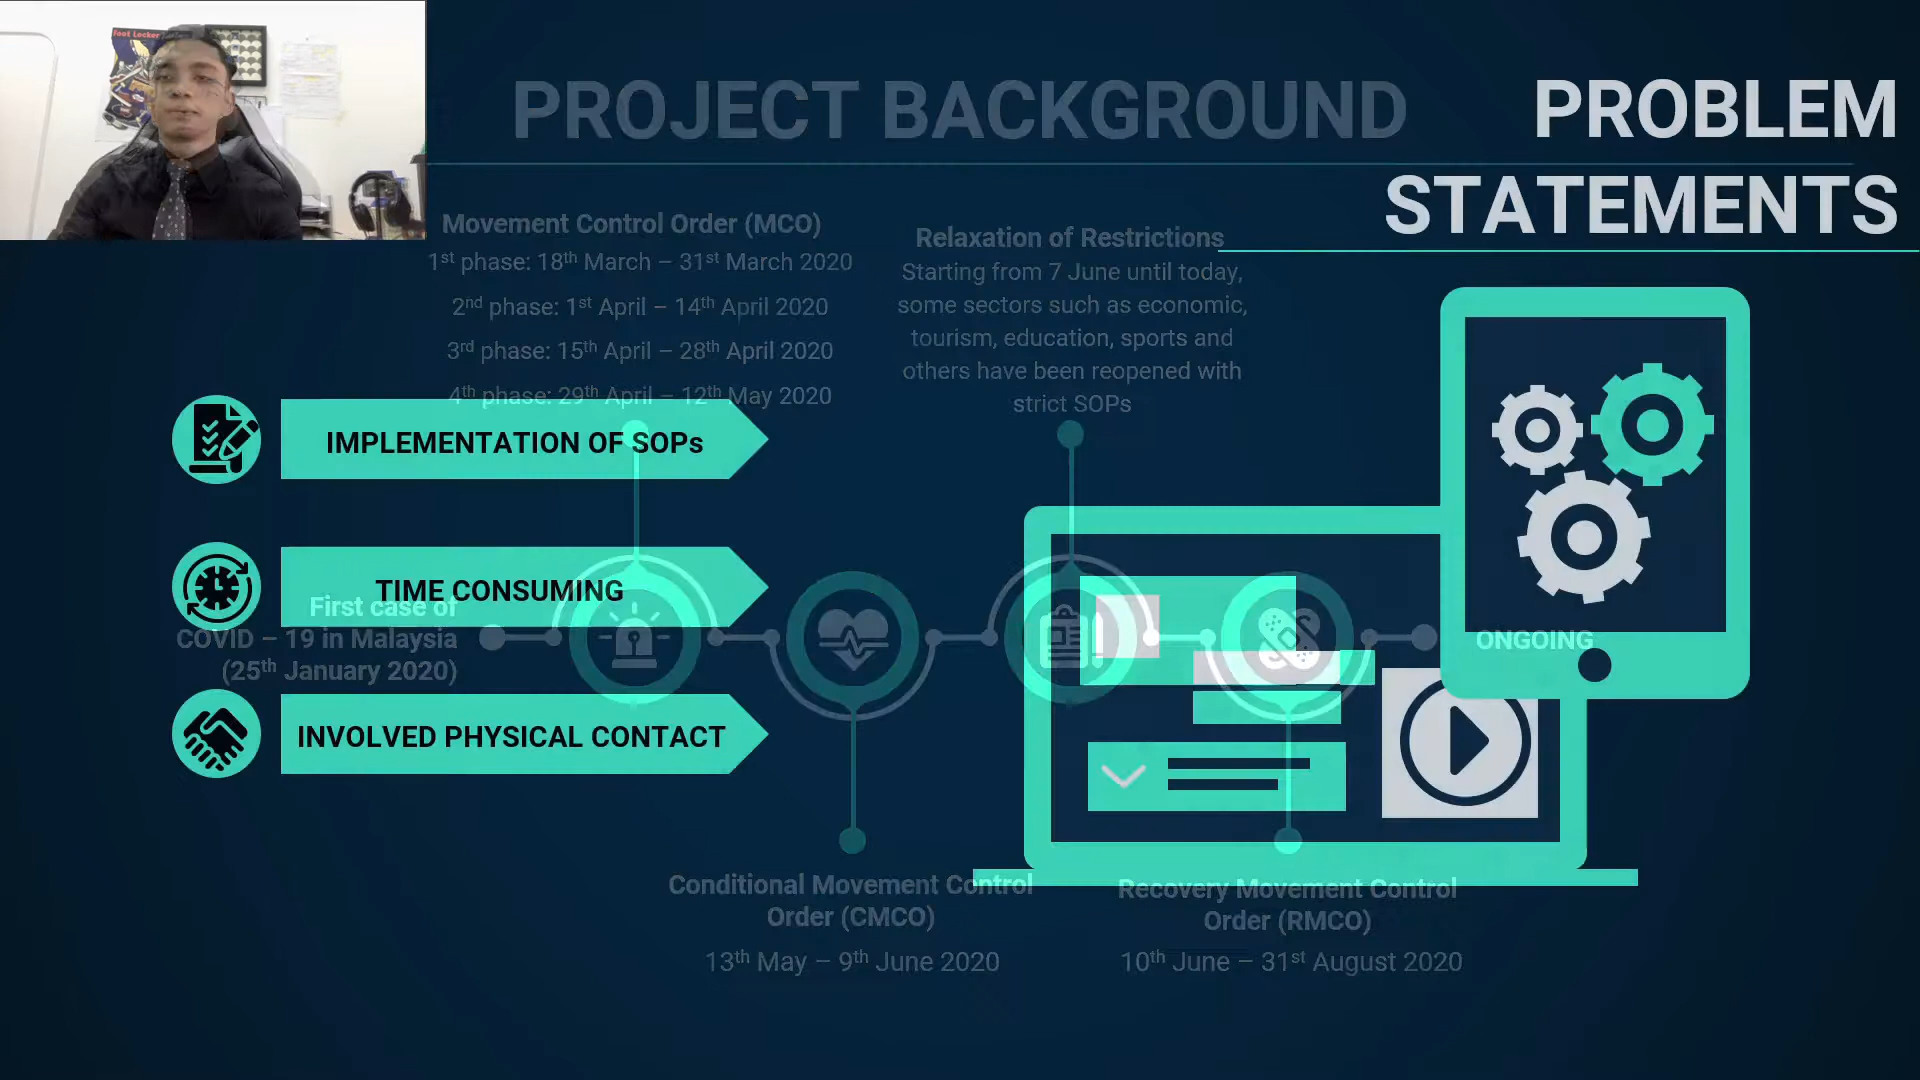 Foot Locker
PROJECT BACKGROUND
PROBLEM
STATEMENTS
Movement Control Order (MCO)
1st phase: 18th March – 31st March 2020
2nd phase: 1st April – 14th April 2020
3rd phase: 15th April – 28th April 2020
4th phase: 29th April – 12th May 2020
Relaxation of Restrictions
Starting from 7 June until today,
some sectors such as economic,
tourism, education, sports and
others have been reopened with
strict SOPs
IMPLEMENTATION OF SOPs
TIME CONSUMING
First case of
COVID – 19 in Malaysia
(25th January 2020)
ONGOING
INVOLVED PHYSICAL CONTACT
Conditional Movement Control
Order (CMCO)
13th May – 9th June 2020
Recovery Movement Control
Order (RMCO)
10th June – 31st August 2020